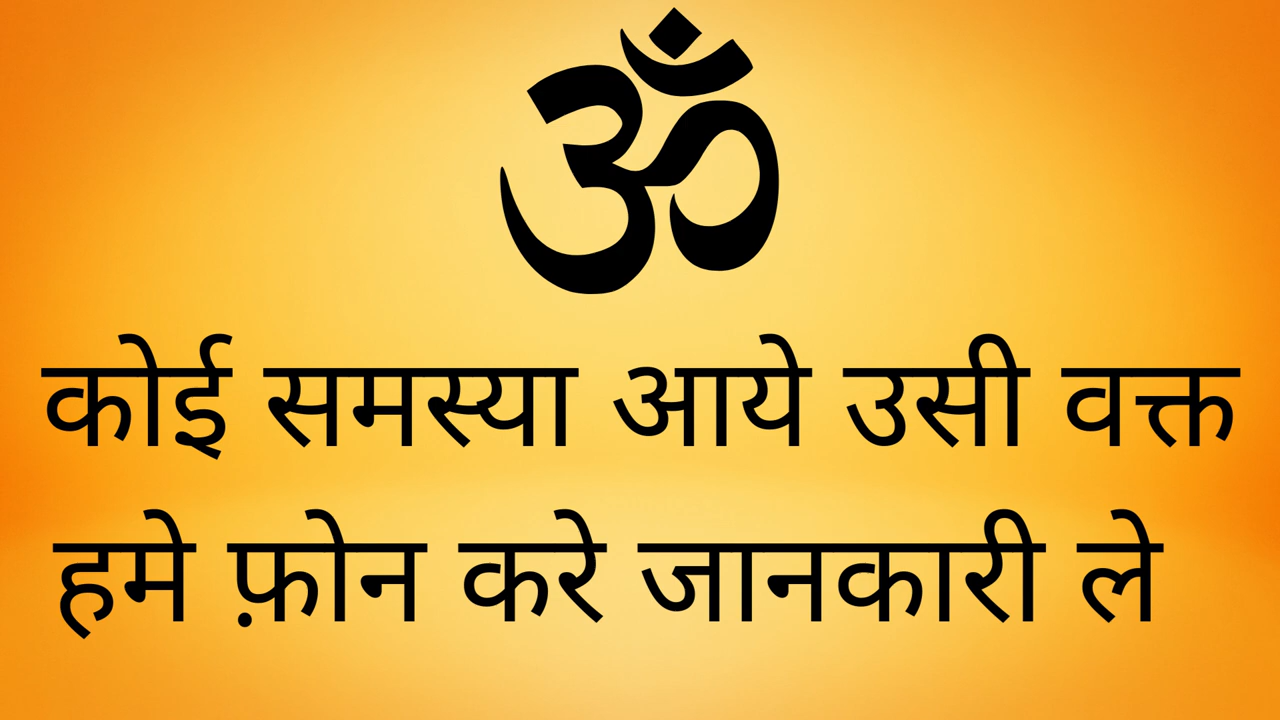 ॐ
कोई समस्या आये उसी वक्त
हमे फ़ोन करे जानकारी ले